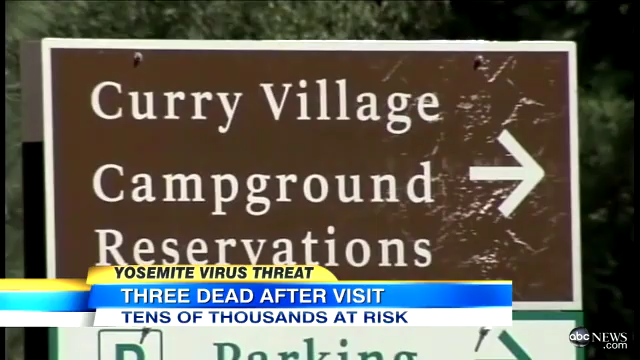 Curry Village
Campground
Reservations
YOSEMITE VIRUS THREAT
THREE DEAD AFTER VISIT
TENS OF THOUSANDS AT RISK
P Parking
abc NEWS
.com